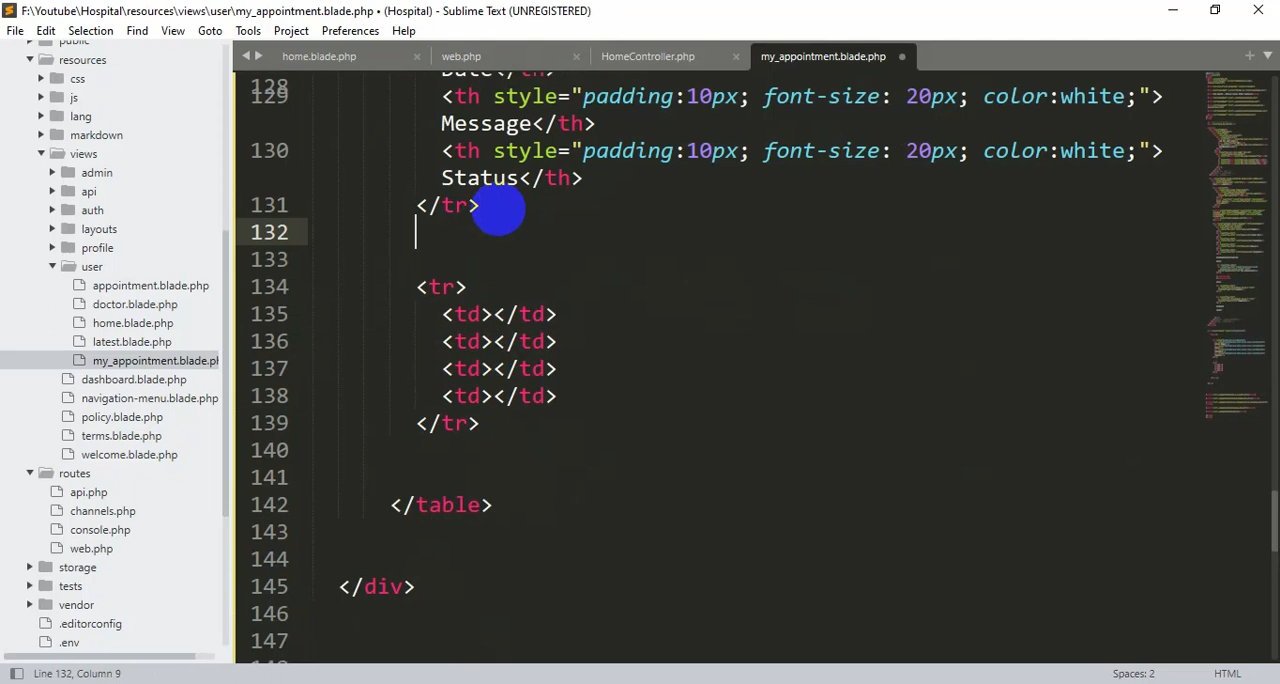 F:\Youtube\Hospital\resources\views\user\my_appointment.blade.php • (Hospital) - Sublime Text (UNREGISTERED)
File Edit Selection Find View Goto Tools Project Preferences Help
home.blade.php web.php HomeController.php my_appointment.blade.php
public
resources
css
js
lang
markdown
views
admin
api
auth
layouts
profile
user
appointment.blade.php
doctor.blade.php
home.blade.php
latest.blade.php
my_appointment.blade.ph
dashboard.blade.php
navigation-menu.blade.php
policy.blade.php
terms.blade.php
welcome.blade.php
routes
api.php
channels.php
console.php
web.php
storage
tests
vendor
.editorconfig
.env
128 Date</th>
129 <th style="padding:10px; font-size: 20px; color:white;">
Message</th>
130 <th style="padding:10px; font-size: 20px; color:white;">
Status</th>
131 </tr>
132
133
134 <tr>
135 <td></td>
136 <td></td>
137 <td></td>
138 <td></td>
139 </tr>
140
141
142 </table>
143
144
145 </div>
146
147
148
Line 132, Column 9 Spaces: 2 HTML